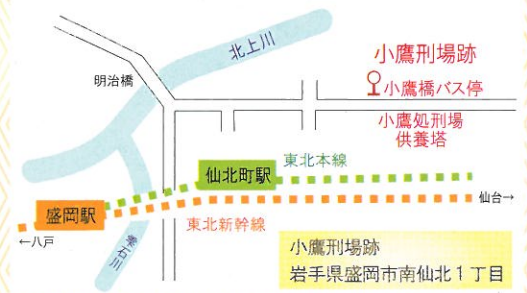 北上川
明治橋
小鷹刑場跡
小鷹橋バス停
小鷹処刑場
供養塔
東北本線
仙北町駅
盛岡駅
東北新幹線
仙台→
←八戸
雫石川
小鷹刑場跡
岩手県盛岡市南仙北1丁目